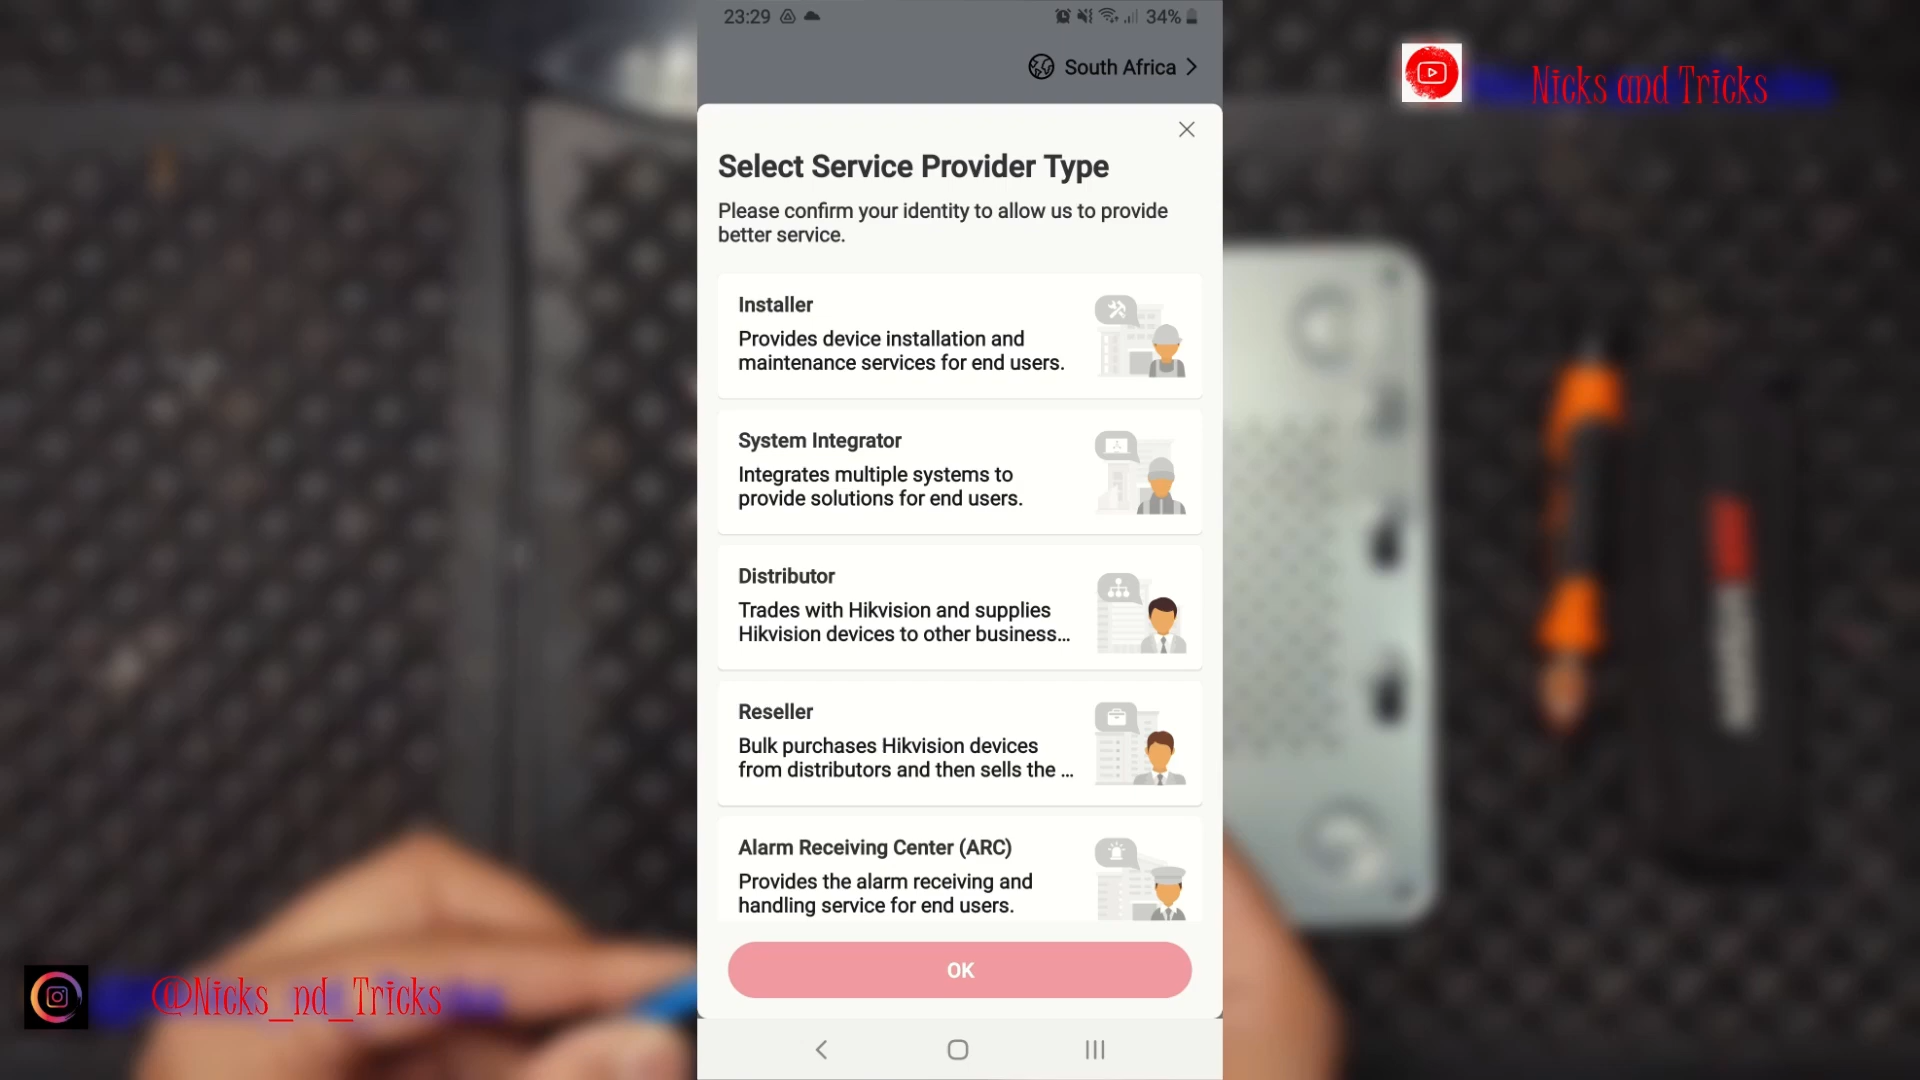 23:29
34%
South Africa
Nicks and Tricks
Select Service Provider Type
Please confirm your identity to allow us to provide
better service.
Installer
Provides device installation and
maintenance services for end users.
System Integrator
Integrates multiple systems to
provide solutions for end users.
Distributor
Trades with Hikvision and supplies
Hikvision devices to other business...
Reseller
Bulk purchases Hikvision devices
from distributors and then sells the ...
Alarm Receiving Center (ARC)
Provides the alarm receiving and
handling service for end users.
OK
@Nicks_nd_Tricks